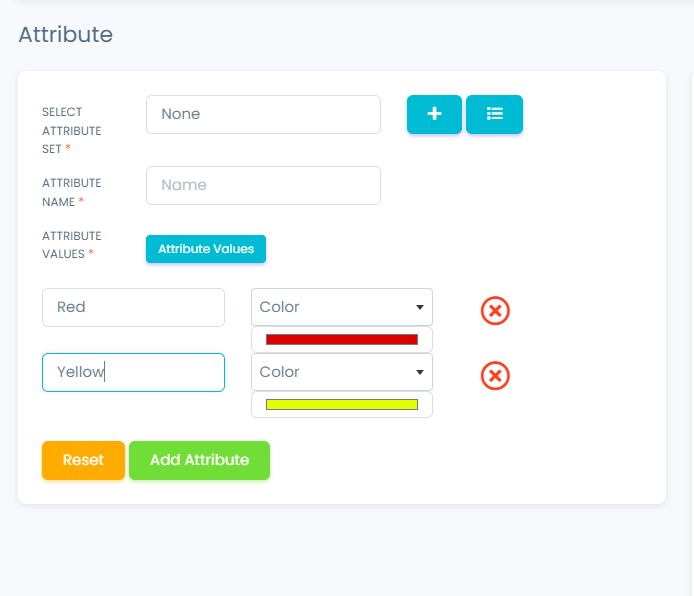 Attribute
SELECT
ATTRIBUTE
SET *
None
ATTRIBUTE
NAME *
Name
ATTRIBUTE
VALUES *
Attribute Values
Red
Color
Yellow
Color
Reset
Add Attribute